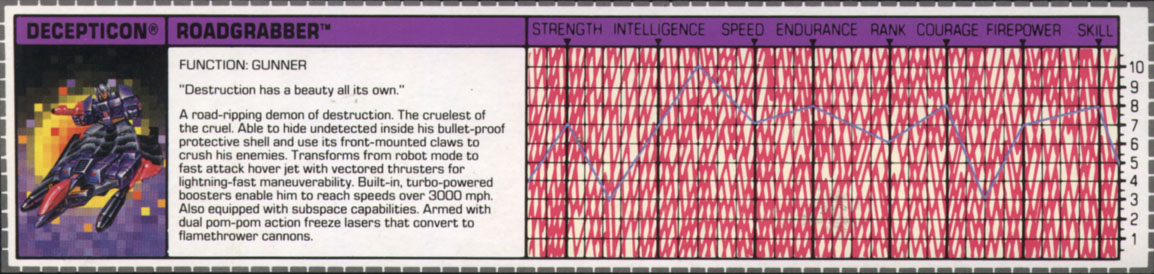 DECEPTICON®
ROADGRABBER™
FUNCTION: GUNNER
"Destruction has a beauty all its own."
A road-ripping demon of destruction. The cruelest of
the cruel. Able to hide undetected inside his bullet-proof
protective shell and use its front-mounted claws to
crush his enemies. Transforms from robot mode to
fast attack hover jet with vectored thrusters for
lightning-fast maneuverability. Built-in, turbo-powered
boosters enable him to reach speeds over 3000 mph.
Also equipped with subspace capabilities. Armed with
dual pom-pom action freeze lasers that convert to
flamethrower cannons.
STRENGTH INTELLIGENCE SPEED ENDURANCE RANK COURAGE FIREPOWER SKILL
10
9
8
7
6
5
4
3
2
1